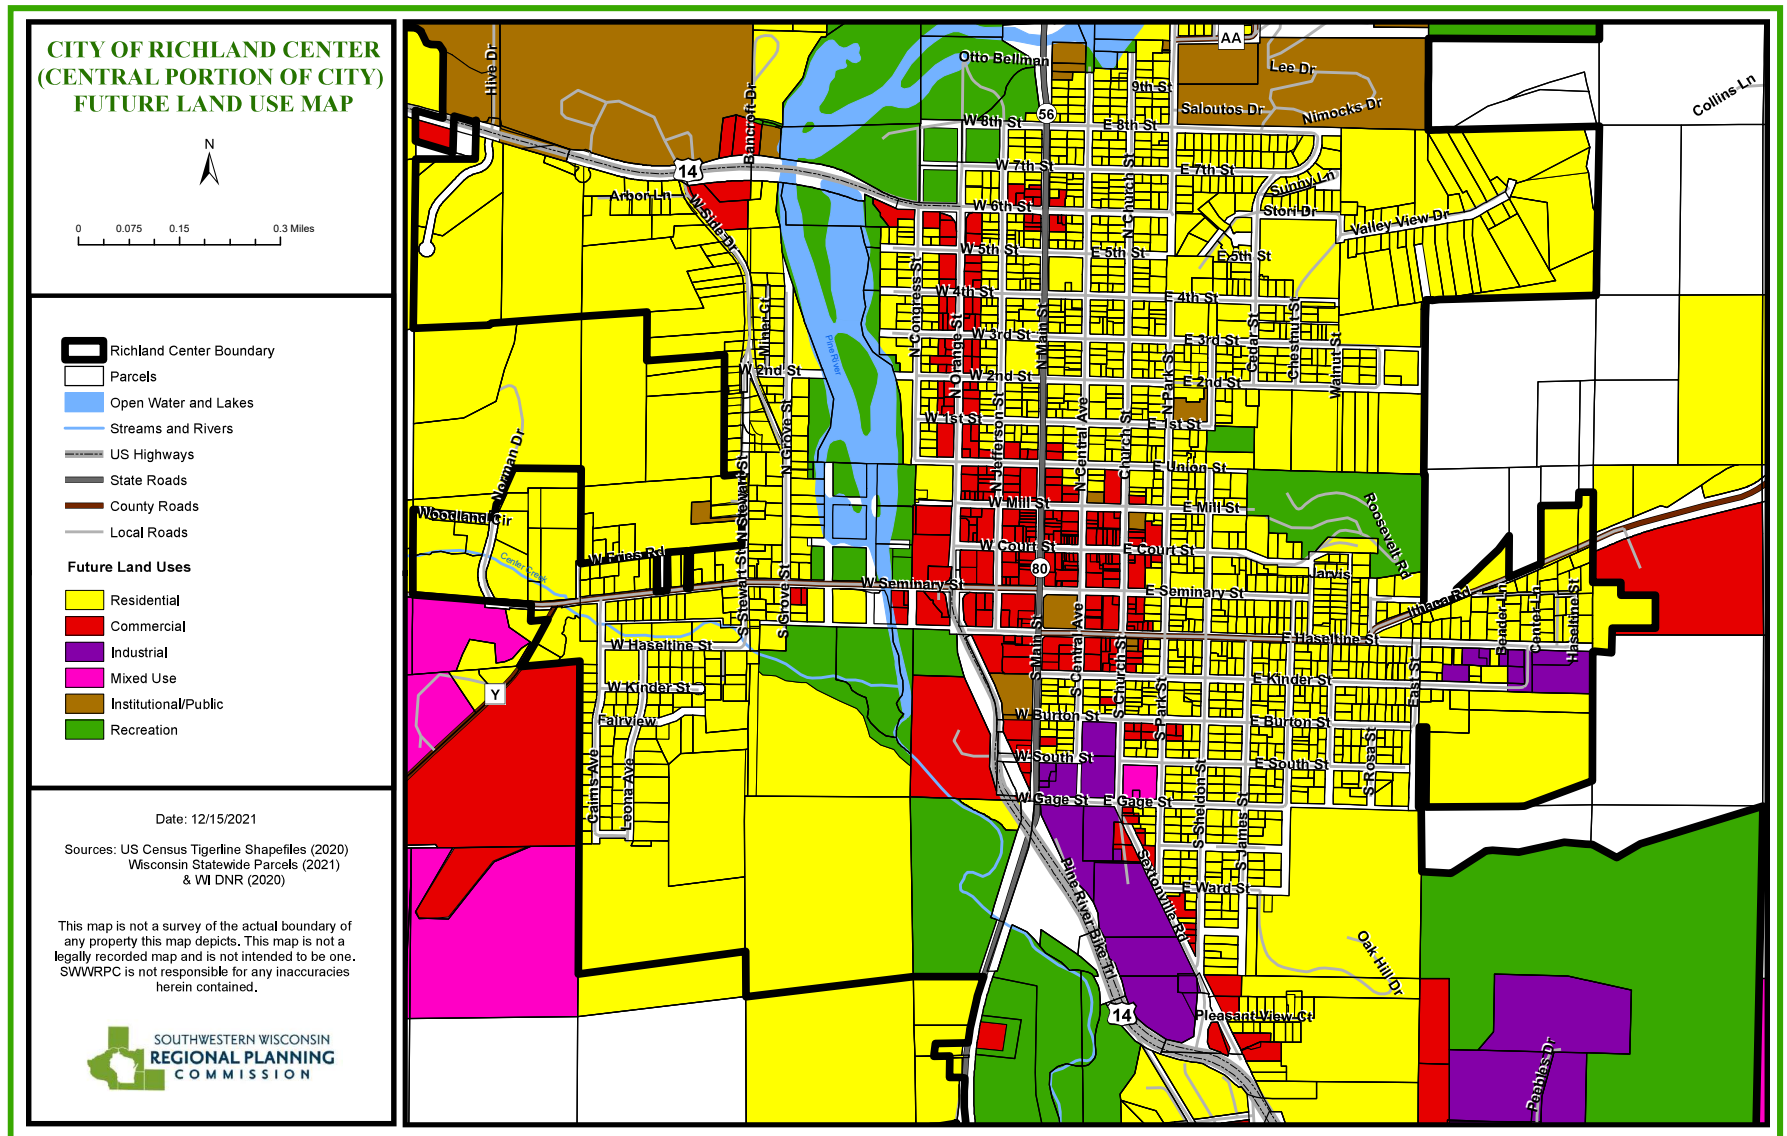 CITY OF RICHLAND CENTER
(CENTRAL PORTION OF CITY)
FUTURE LAND USE MAP
N
0 0.075 0.15 0.3 Miles
Richland Center Boundary
Parcels
Open Water and Lakes
Streams and Rivers
US Highways
State Roads
County Roads
Local Roads
Future Land Uses
Residential
Commercial
Industrial
Mixed Use
Institutional/Public
Recreation
Date: 12/15/2021
Sources: US Census Tigerline Shapefiles (2020)
Wisconsin Statewide Parcels (2021)
& WI DNR (2020)
This map is not a survey of the actual boundary of
any property this map depicts. This map is not a
legally recorded map and is not intended to be one.
SWWRPC is not responsible for any inaccuracies
herein contained.
SOUTHWESTERN WISCONSIN
REGIONAL PLANNING
COMMISSION
Hive Dr
Bancroft Dr
Otto Bellman
AA
Lee Dr
9th St
Saloutos Dr
Nimocks Dr
Collins Ln
56
W 8th St
E 8th St
14
W 7th St
E 7th St
Arbor Ln
W Side Dr
Sunny Ln
W 6th St
N Church St
Stori Dr
Valley View Dr
W 5th St
E 5th St
E 5th St
N Congress St
W 4th St
E 4th St
Miner Ct
N Orange St
W 3rd St
N Main St
E 3rd St
Cedar St
Chestnut St
Walnut St
Pine River
W 2nd St
W 2nd St
N Park St
E 2nd St
N Grove St
W 1st St
N Jefferson St
N Central Ave
Church St
E 1st St
Norman Dr
N Stewart St
E Union St
Woodland Cir
W Mill St
E Mill St
Roosevelt Rd
W Fries Rd
Center Creek
W Court St
E Court St
80
Jarvis
W Seminary St
E Seminary St
Ithaca Rd
Bender Ln
Center Ln
Haseltine St
S Stewart St
S Grove St
S Main St
S Central Ave
S Church St
W Haseltine St
E Haseltine St
Y
W Kinder St
E Kinder St
East St
Fairview
W Burton St
S Park St
E Burton St
Cairns Ave
Leona Ave
W South St
E South St
S Rosa St
W Gage St
E Gage St
S Sheldon St
S James St
Sextonville Rd
E Ward St
Pine River Bike Trl
Oak Hill Dr
14
Pleasant View Ct
Peebles Dr